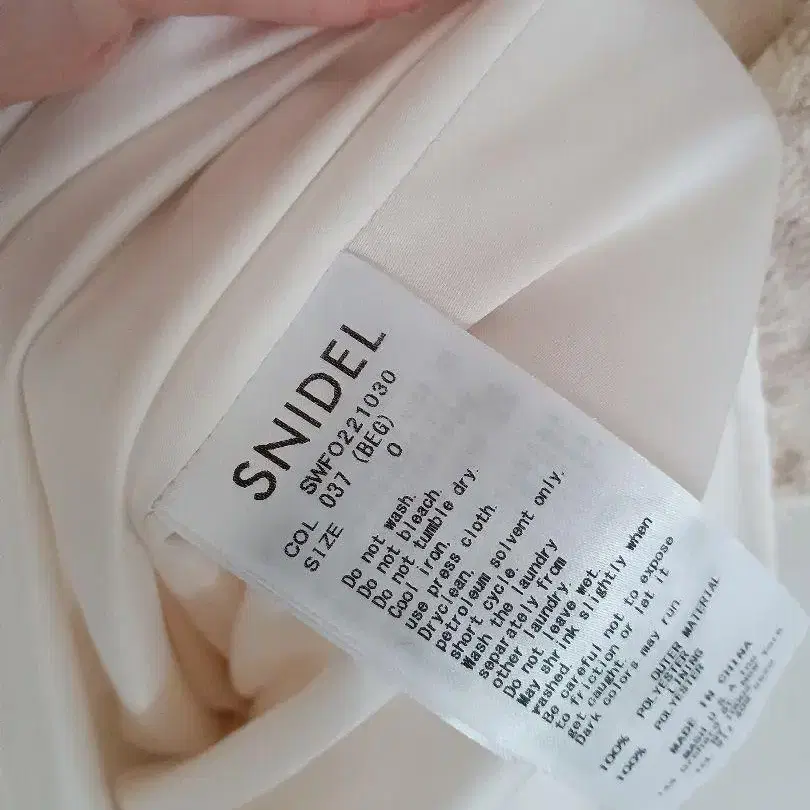 SNIDEL
SWFO221030
COL 037 (BEG)
SIZE 0
Do not wash.
Do not bleach.
Do not tumble dry.
Cool iron.
use press cloth.
Dryclean.
petroleum solvent only.
short cycle.
Wash the laundry
separately from
other laundry.
Do not leave wet.
May shrink slightly when
washed.
Be careful not to expose
to friction or let it
get caught.
Dark colors may run.
OUTER MATERIAL
100% POLYESTER
LINING
100% POLYESTER
MADE IN CHINA